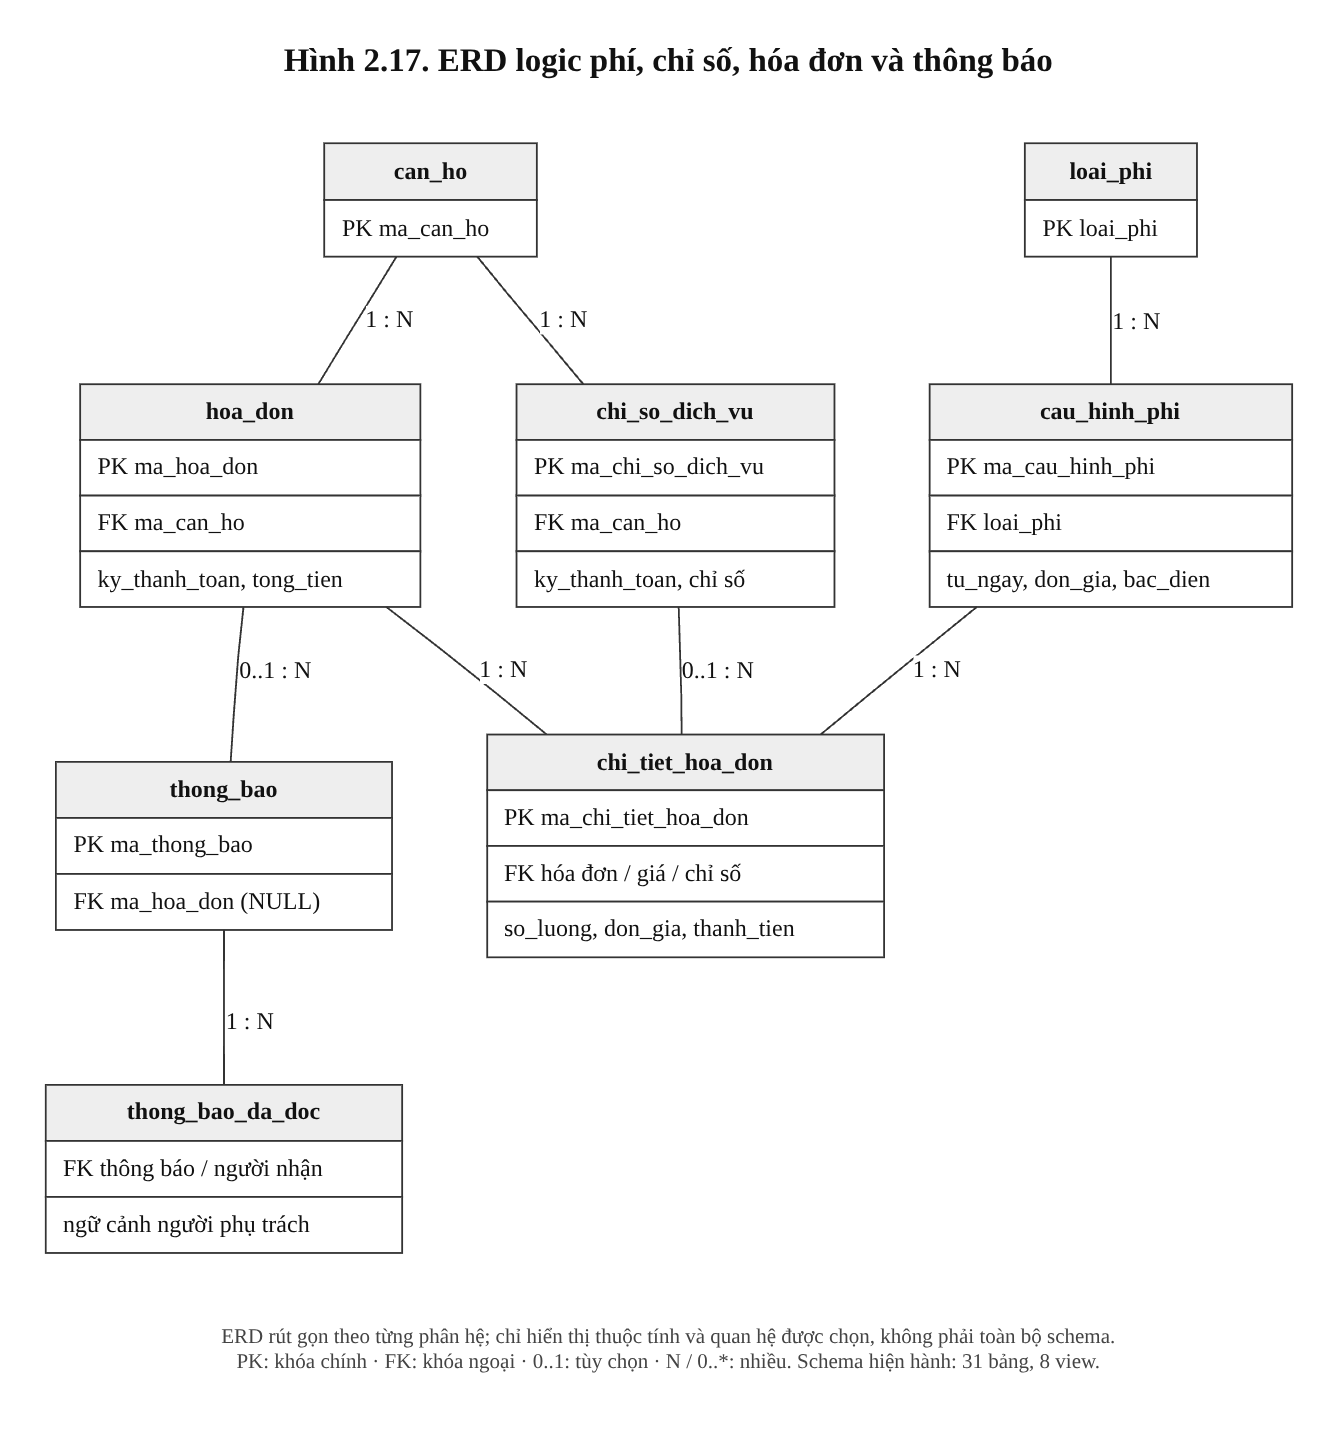 Hình 2.17. ERD logic phí, chỉ số, hóa đơn và thông báo
can_ho
PK ma_can_ho
loai_phi
PK loai_phi
1 : N
1 : N
1 : N
hoa_don
PK ma_hoa_don
FK ma_can_ho
ky_thanh_toan, tong_tien
chi_so_dich_vu
PK ma_chi_so_dich_vu
FK ma_can_ho
ky_thanh_toan, chỉ số
cau_hinh_phi
PK ma_cau_hinh_phi
FK loai_phi
tu_ngay, don_gia, bac_dien
0..1 : N
1 : N
0..1 : N
1 : N
thong_bao
PK ma_thong_bao
FK ma_hoa_don (NULL)
chi_tiet_hoa_don
PK ma_chi_tiet_hoa_don
FK hóa đơn / giá / chỉ số
so_luong, don_gia, thanh_tien
1 : N
thong_bao_da_doc
FK thông báo / người nhận
ngữ cảnh người phụ trách
ERD rút gọn theo từng phân hệ; chỉ hiển thị thuộc tính và quan hệ được chọn, không phải toàn bộ schema.
PK: khóa chính · FK: khóa ngoại · 0..1: tùy chọn · N / 0..*: nhiều. Schema hiện hành: 31 bảng, 8 view.